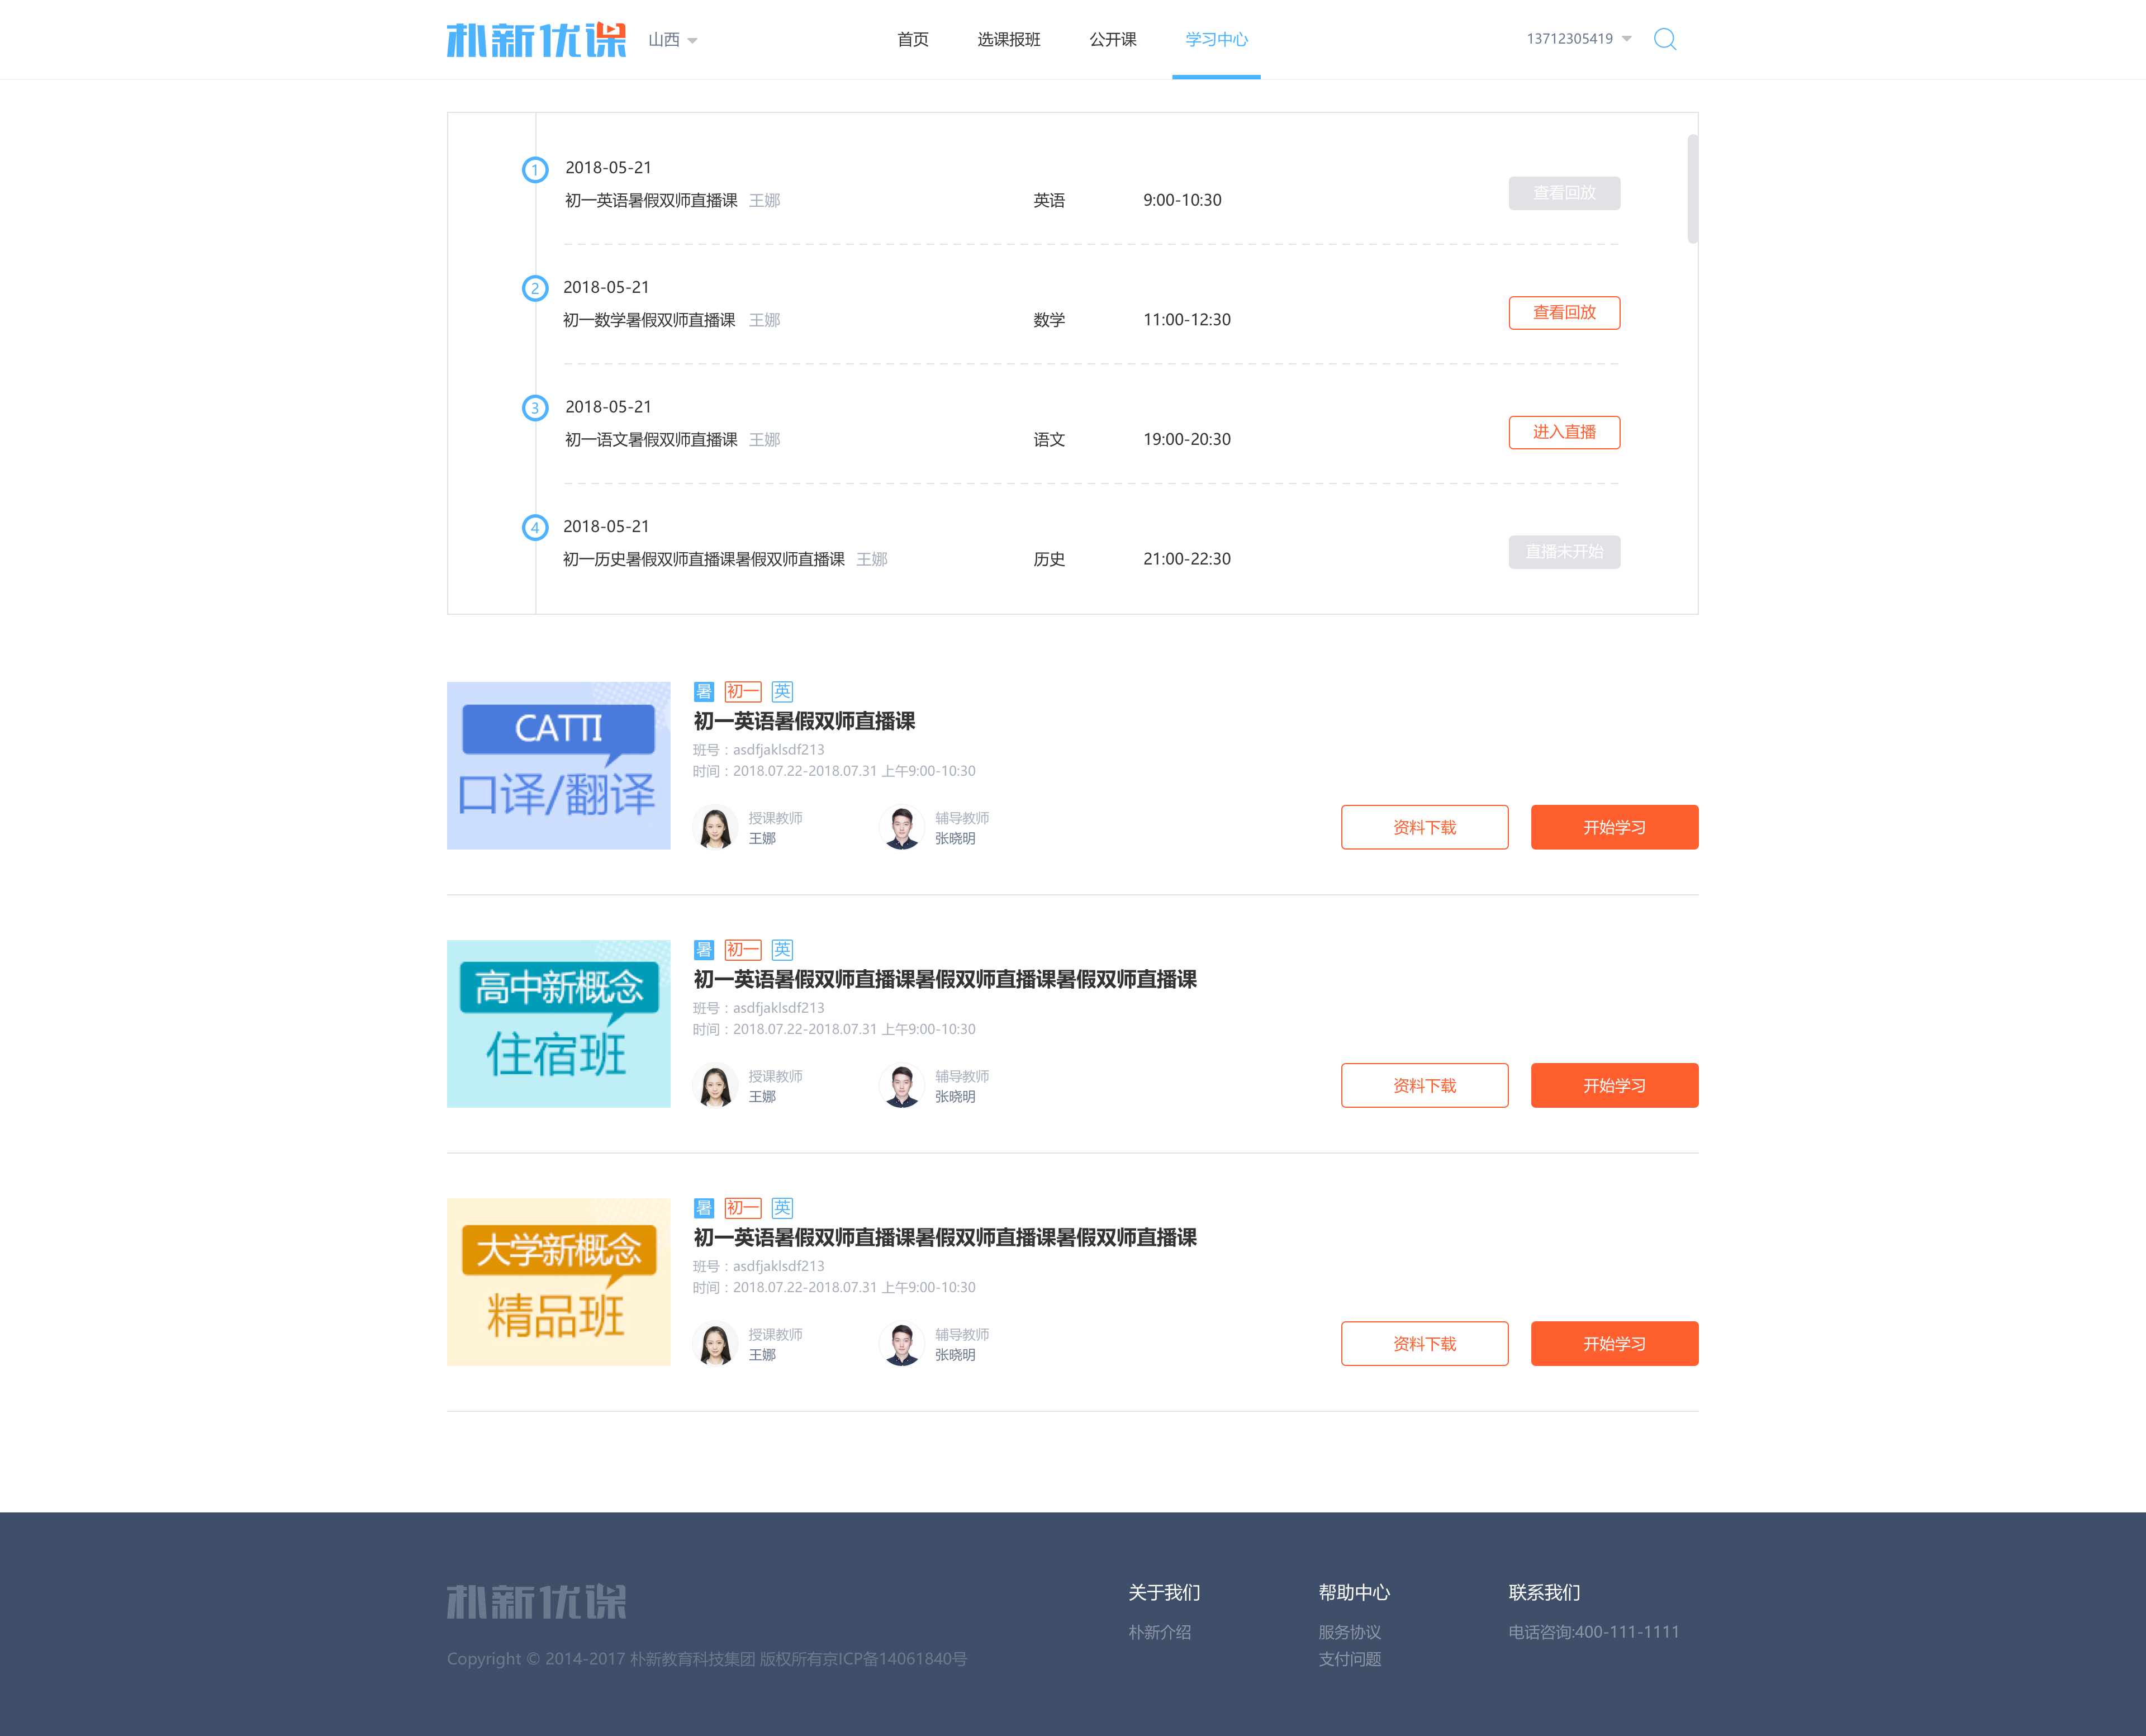 朴新优课 山西 首页 选课报班 公开课 学习中心 13712305419
1 2018-05-21
初一英语暑假双师直播课 王娜 英语 9:00-10:30 查看回放
2 2018-05-21
初一数学暑假双师直播课 王娜 数学 11:00-12:30 查看回放
3 2018-05-21
初一语文暑假双师直播课 王娜 语文 19:00-20:30 进入直播
4 2018-05-21
初一历史暑假双师直播课暑假双师直播课 王娜 历史 21:00-22:30 直播未开始
CATTI
口译/翻译
暑 初一 英
初一英语暑假双师直播课
班号：asdfjaklsdf213
时间：2018.07.22-2018.07.31 上午9:00-10:30
授课教师 辅导教师
王娜 张晓明
资料下载 开始学习
高中新概念
住宿班
暑 初一 英
初一英语暑假双师直播课暑假双师直播课暑假双师直播课
班号：asdfjaklsdf213
时间：2018.07.22-2018.07.31 上午9:00-10:30
授课教师 辅导教师
王娜 张晓明
资料下载 开始学习
大学新概念
精品班
暑 初一 英
初一英语暑假双师直播课暑假双师直播课暑假双师直播课
班号：asdfjaklsdf213
时间：2018.07.22-2018.07.31 上午9:00-10:30
授课教师 辅导教师
王娜 张晓明
资料下载 开始学习
朴新优课 关于我们 帮助中心 联系我们
朴新介绍 服务协议 电话咨询:400-111-1111
Copyright © 2014-2017 朴新教育科技集团 版权所有京ICP备14061840号 支付问题